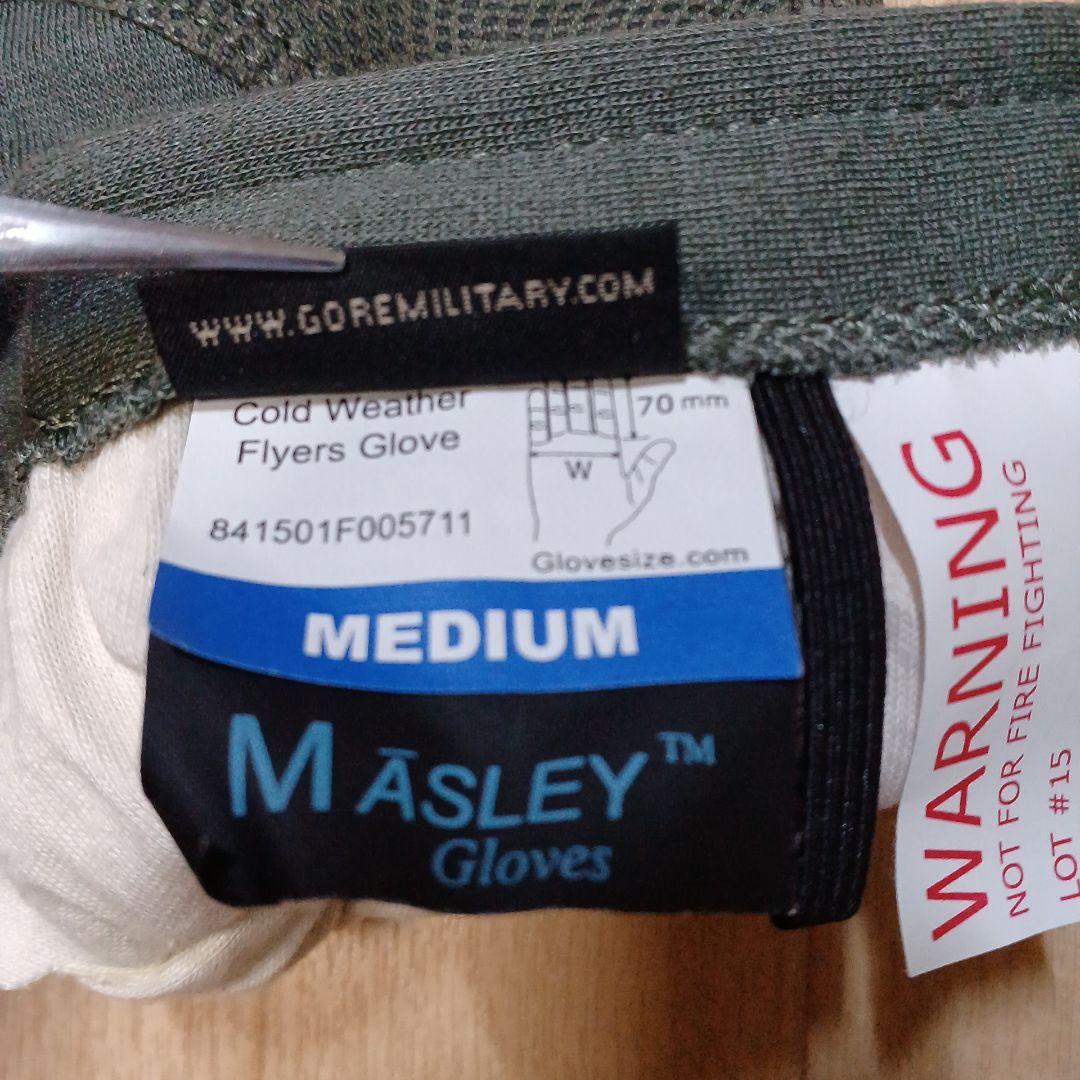 WWW.GOREMILITARY.COM
Cold Weather
Flyers Glove
70 mm
W
841501F005711
Glovesize.com
MEDIUM
MĀSLEY™
Gloves
WARNING
NOT FOR FIRE FIGHTING
LOT #15